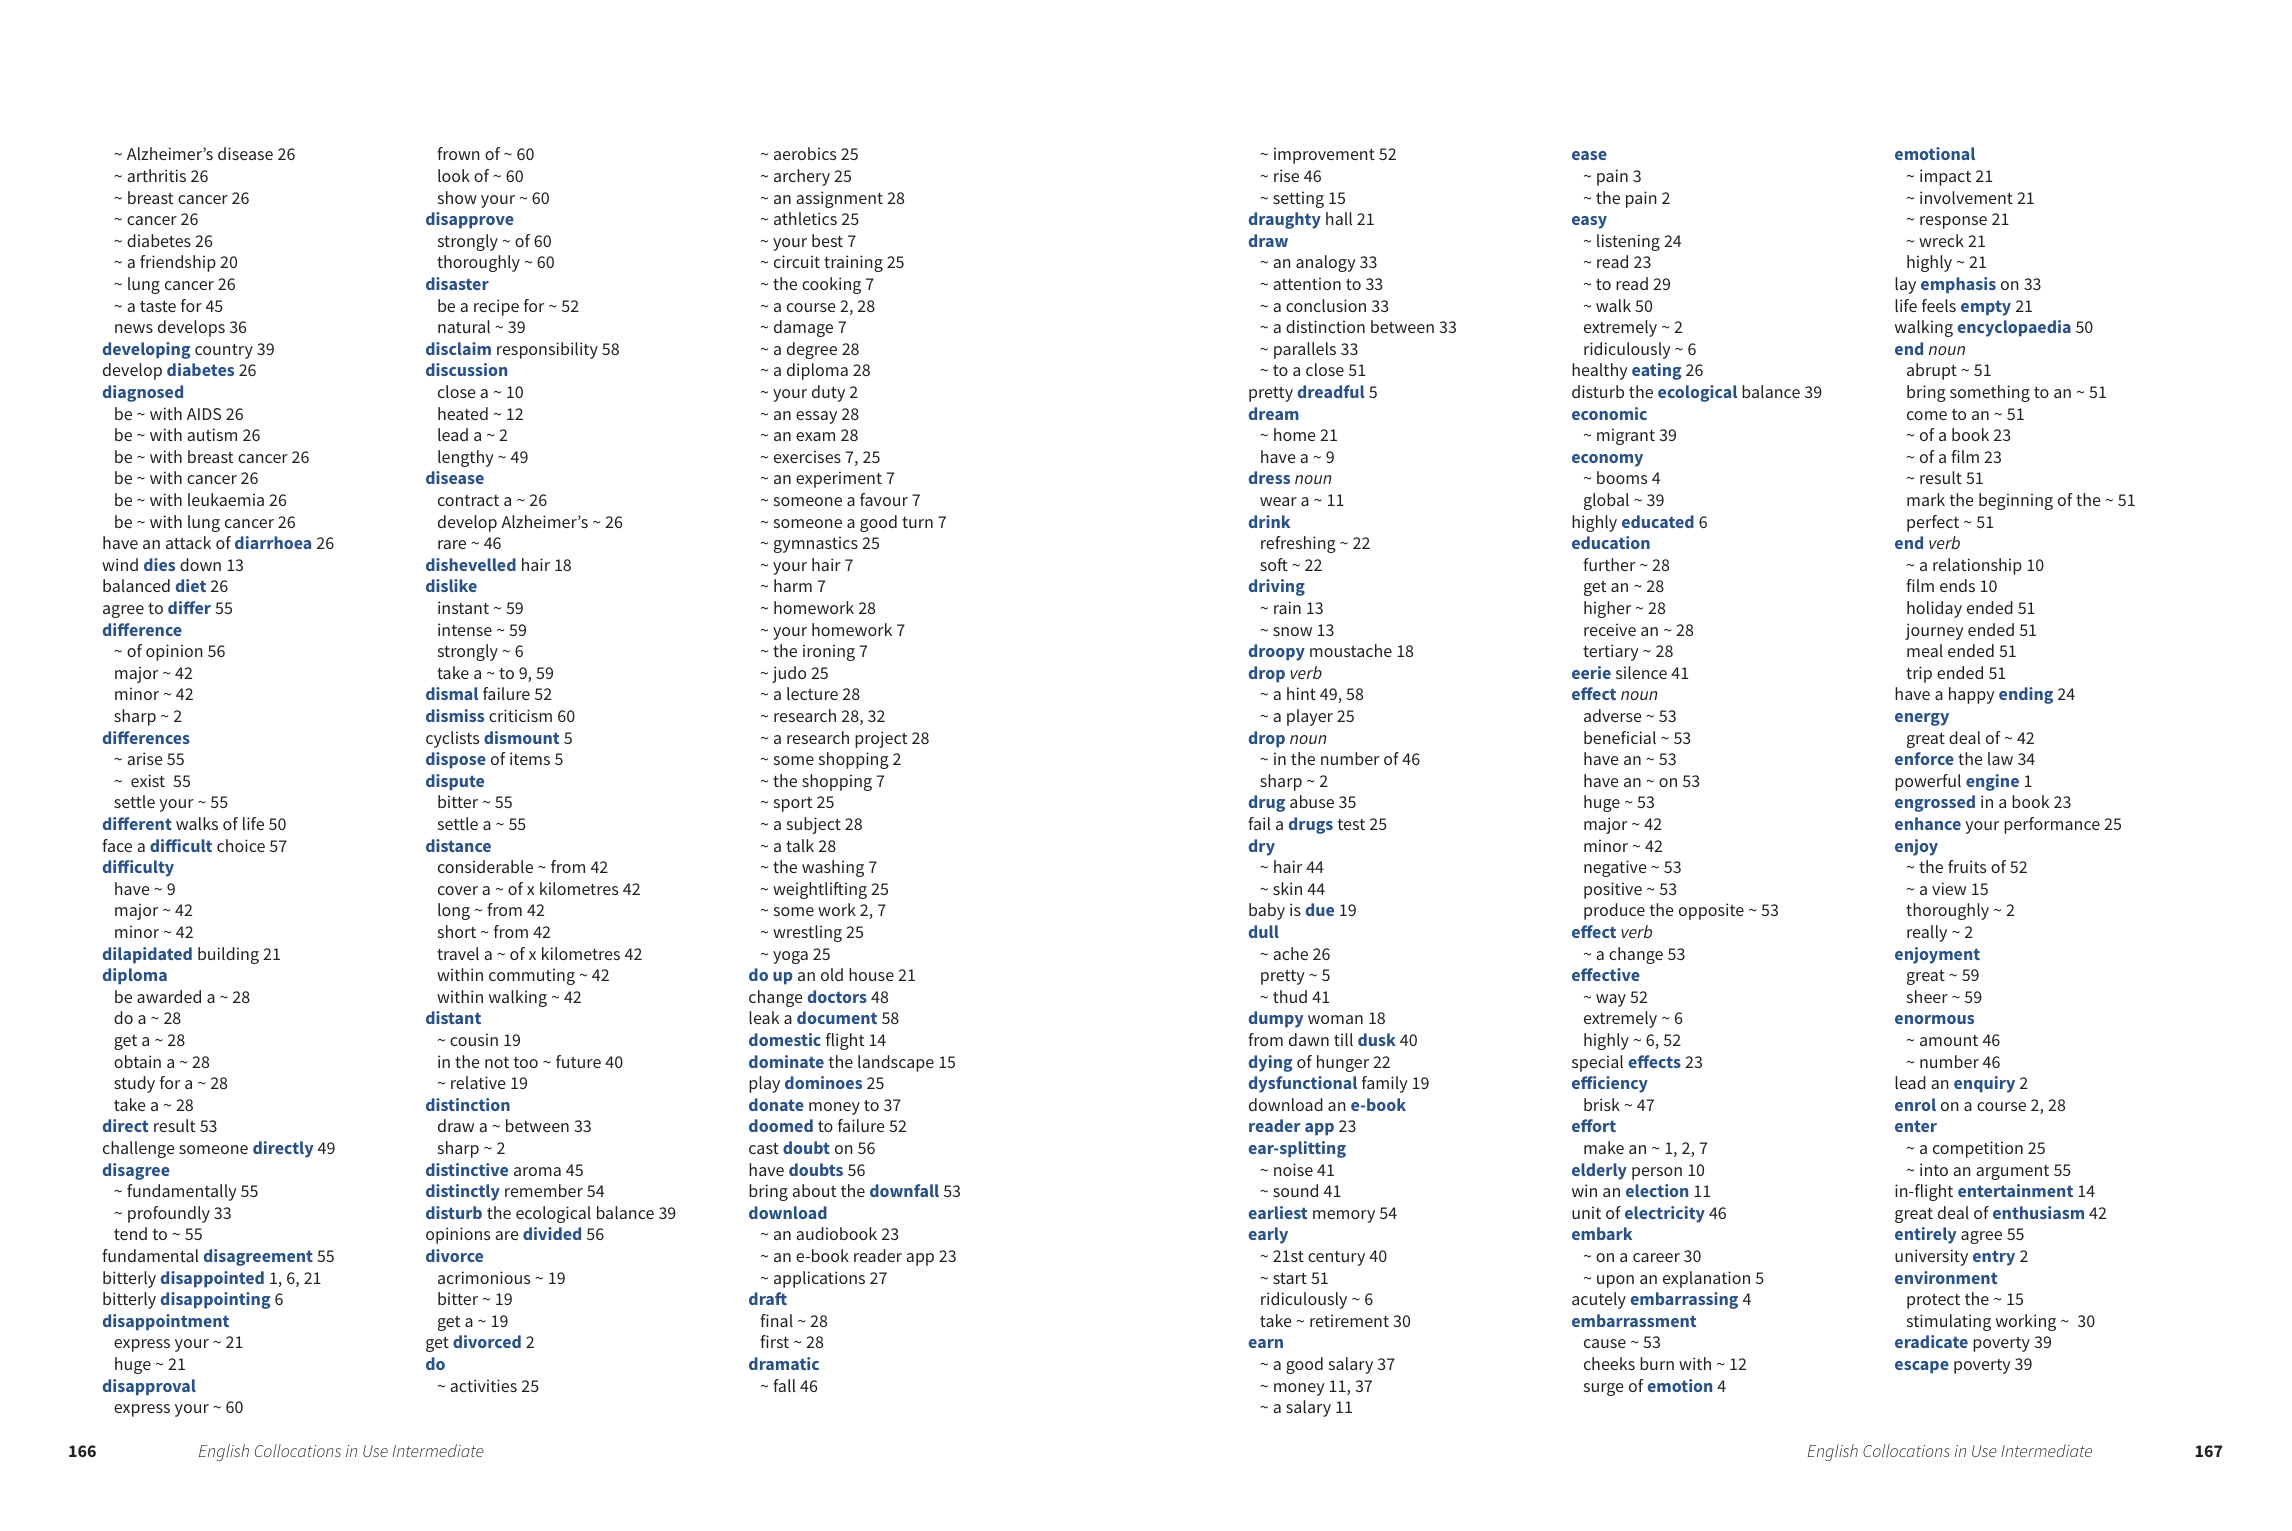 ~ Alzheimer’s disease 26
~ arthritis 26
~ breast cancer 26
~ cancer 26
~ diabetes 26
~ a friendship 20
~ lung cancer 26
~ a taste for 45
news develops 36
developing country 39
develop diabetes 26
diagnosed
be ~ with AIDS 26
be ~ with autism 26
be ~ with breast cancer 26
be ~ with cancer 26
be ~ with leukaemia 26
be ~ with lung cancer 26
have an attack of diarrhoea 26
wind dies down 13
balanced diet 26
agree to differ 55
difference
~ of opinion 56
major ~ 42
minor ~ 42
sharp ~ 2
differences
~ arise 55
~ exist 55
settle your ~ 55
different walks of life 50
face a difficult choice 57
difficulty
have ~ 9
major ~ 42
minor ~ 42
dilapidated building 21
diploma
be awarded a ~ 28
do a ~ 28
get a ~ 28
obtain a ~ 28
study for a ~ 28
take a ~ 28
direct result 53
challenge someone directly 49
disagree
~ fundamentally 55
~ profoundly 33
tend to ~ 55
fundamental disagreement 55
bitterly disappointed 1, 6, 21
bitterly disappointing 6
disappointment
express your ~ 21
huge ~ 21
disapproval
express your ~ 60
frown of ~ 60
look of ~ 60
show your ~ 60
disapprove
strongly ~ of 60
thoroughly ~ 60
disaster
be a recipe for ~ 52
natural ~ 39
disclaim responsibility 58
discussion
close a ~ 10
heated ~ 12
lead a ~ 2
lengthy ~ 49
disease
contract a ~ 26
develop Alzheimer’s ~ 26
rare ~ 46
dishevelled hair 18
dislike
instant ~ 59
intense ~ 59
strongly ~ 6
take a ~ to 9, 59
dismal failure 52
dismiss criticism 60
cyclists dismount 5
dispose of items 5
dispute
bitter ~ 55
settle a ~ 55
distance
considerable ~ from 42
cover a ~ of x kilometres 42
long ~ from 42
short ~ from 42
travel a ~ of x kilometres 42
within commuting ~ 42
within walking ~ 42
distant
~ cousin 19
in the not too ~ future 40
~ relative 19
distinction
draw a ~ between 33
sharp ~ 2
distinctive aroma 45
distinctly remember 54
disturb the ecological balance 39
opinions are divided 56
divorce
acrimonious ~ 19
bitter ~ 19
get a ~ 19
get divorced 2
do
~ activities 25
~ aerobics 25
~ archery 25
~ an assignment 28
~ athletics 25
~ your best 7
~ circuit training 25
~ the cooking 7
~ a course 2, 28
~ damage 7
~ a degree 28
~ a diploma 28
~ your duty 2
~ an essay 28
~ an exam 28
~ exercises 7, 25
~ an experiment 7
~ someone a favour 7
~ someone a good turn 7
~ gymnastics 25
~ your hair 7
~ harm 7
~ homework 28
~ your homework 7
~ the ironing 7
~ judo 25
~ a lecture 28
~ research 28, 32
~ a research project 28
~ some shopping 2
~ the shopping 7
~ sport 25
~ a subject 28
~ a talk 28
~ the washing 7
~ weightlifting 25
~ some work 2, 7
~ wrestling 25
~ yoga 25
do up an old house 21
change doctors 48
leak a document 58
domestic flight 14
dominate the landscape 15
play dominoes 25
donate money to 37
doomed to failure 52
cast doubt on 56
have doubts 56
bring about the downfall 53
download
~ an audiobook 23
~ an e-book reader app 23
~ applications 27
draft
final ~ 28
first ~ 28
dramatic
~ fall 46
166 English Collocations in Use Intermediate
~ improvement 52
~ rise 46
~ setting 15
draughty hall 21
draw
~ an analogy 33
~ attention to 33
~ a conclusion 33
~ a distinction between 33
~ parallels 33
~ to a close 51
pretty dreadful 5
dream
~ home 21
have a ~ 9
dress noun
wear a ~ 11
drink
refreshing ~ 22
soft ~ 22
driving
~ rain 13
~ snow 13
droopy moustache 18
drop verb
~ a hint 49, 58
~ a player 25
drop noun
~ in the number of 46
sharp ~ 2
drug abuse 35
fail a drugs test 25
dry
~ hair 44
~ skin 44
baby is due 19
dull
~ ache 26
pretty ~ 5
~ thud 41
dumpy woman 18
from dawn till dusk 40
dying of hunger 22
dysfunctional family 19
download an e-book
reader app 23
ear-splitting
~ noise 41
~ sound 41
earliest memory 54
early
~ 21st century 40
~ start 51
ridiculously ~ 6
take ~ retirement 30
earn
~ a good salary 37
~ money 11, 37
~ a salary 11
ease
~ pain 3
~ the pain 2
easy
~ listening 24
~ read 23
~ to read 29
~ walk 50
extremely ~ 2
ridiculously ~ 6
healthy eating 26
disturb the ecological balance 39
economic
~ migrant 39
economy
~ booms 4
global ~ 39
highly educated 6
education
further ~ 28
get an ~ 28
higher ~ 28
receive an ~ 28
tertiary ~ 28
eerie silence 41
effect noun
adverse ~ 53
beneficial ~ 53
have an ~ 53
have an ~ on 53
huge ~ 53
major ~ 42
minor ~ 42
negative ~ 53
positive ~ 53
produce the opposite ~ 53
effect verb
~ a change 53
effective
~ way 52
extremely ~ 6
highly ~ 6, 52
special effects 23
efficiency
brisk ~ 47
effort
make an ~ 1, 2, 7
elderly person 10
win an election 11
unit of electricity 46
embark
~ on a career 30
~ upon an explanation 5
acutely embarrassing 4
embarrassment
cause ~ 53
cheeks burn with ~ 12
surge of emotion 4
emotional
~ impact 21
~ involvement 21
~ response 21
~ wreck 21
highly ~ 21
lay emphasis on 33
life feels empty 21
walking encyclopaedia 50
end noun
abrupt ~ 51
bring something to an ~ 51
come to an ~ 51
~ of a book 23
~ of a film 23
~ result 51
mark the beginning of the ~ 51
perfect ~ 51
end verb
~ a relationship 10
film ends 10
holiday ended 51
journey ended 51
meal ended 51
trip ended 51
have a happy ending 24
energy
great deal of ~ 42
enforce the law 34
powerful engine 1
engrossed in a book 23
enhance your performance 25
enjoy
~ the fruits of 52
~ a view 15
thoroughly ~ 2
really ~ 2
enjoyment
great ~ 59
sheer ~ 59
enormous
~ amount 46
~ number 46
lead an enquiry 2
enrol on a course 2, 28
enter
~ a competition 25
~ into an argument 55
in-flight entertainment 14
great deal of enthusiasm 42
entirely agree 55
university entry 2
environment
protect the ~ 15
stimulating working ~ 30
eradicate poverty 39
escape poverty 39
English Collocations in Use Intermediate 167